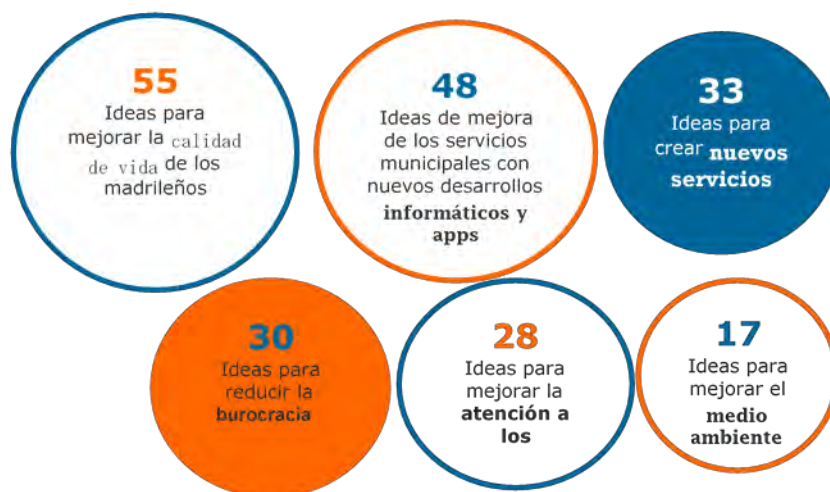 55
Ideas para
mejorar la calidad
de vida de los
madrileños
48
Ideas de mejora
de los servicios
municipales con
nuevos desarrollos
informáticos y
apps
33
Ideas para
crear nuevos
servicios
30
Ideas para
reducir la
burocracia
28
Ideas para
mejorar la
atención a
los
17
Ideas para
mejorar el
medio
ambiente